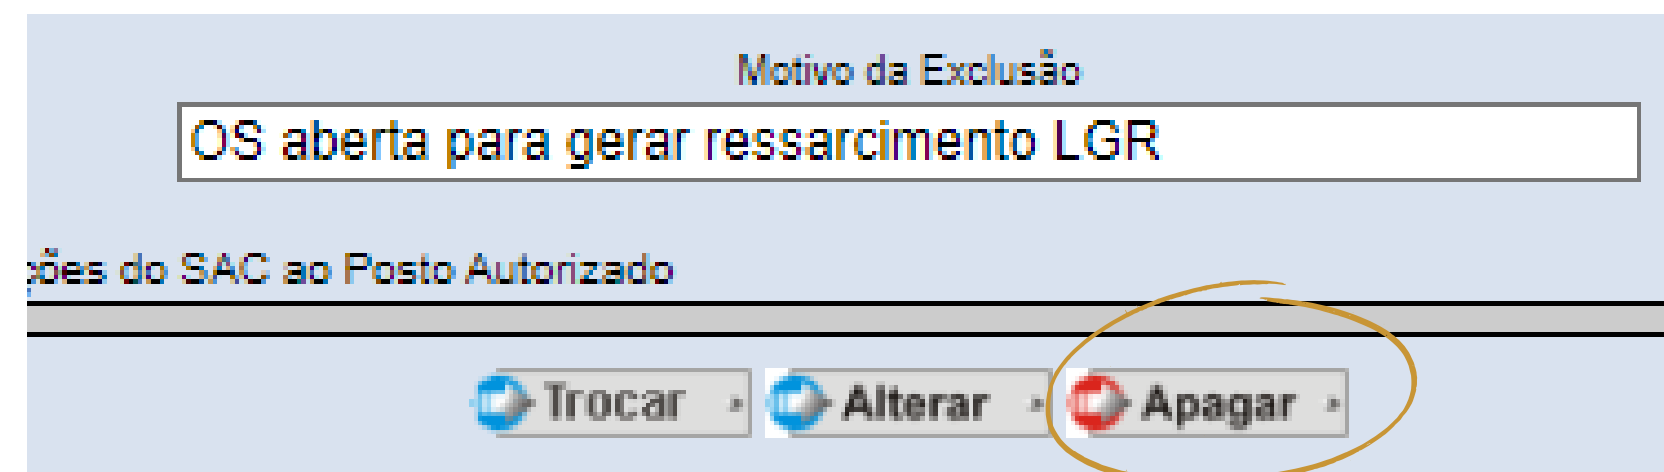 Motivo da Exclusão
OS aberta para gerar ressarcimento LGR
ções do SAC ao Posto Autorizado
Trocar Alterar Apagar